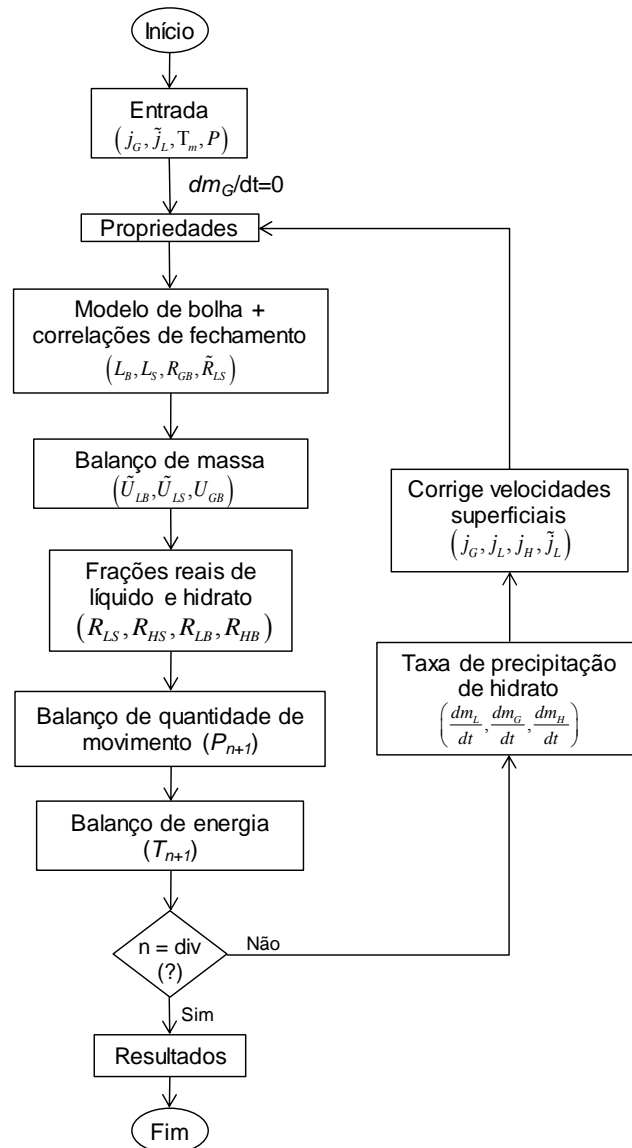 Início
Entrada
(j_G, j̃_L, T_m, P)
dm_G/dt=0
Propriedades
Modelo de bolha +
correlações de fechamento
(L_B, L_S, R_GB, R̃_LS)
Balanço de massa
(Ũ_LB, Ũ_LS, U_GB)
Frações reais de
líquido e hidrato
(R_LS, R_HS, R_LB, R_HB)
Balanço de quantidade de
movimento (P_n+1)
Balanço de energia
(T_n+1)
n = div
(?)
Não
Sim
Resultados
Fim
Taxa de precipitação
de hidrato
(dm_L/dt, dm_G/dt, dm_H/dt)
Corrige velocidades
superficiais
(j_G, j_L, j_H, j̃_L)